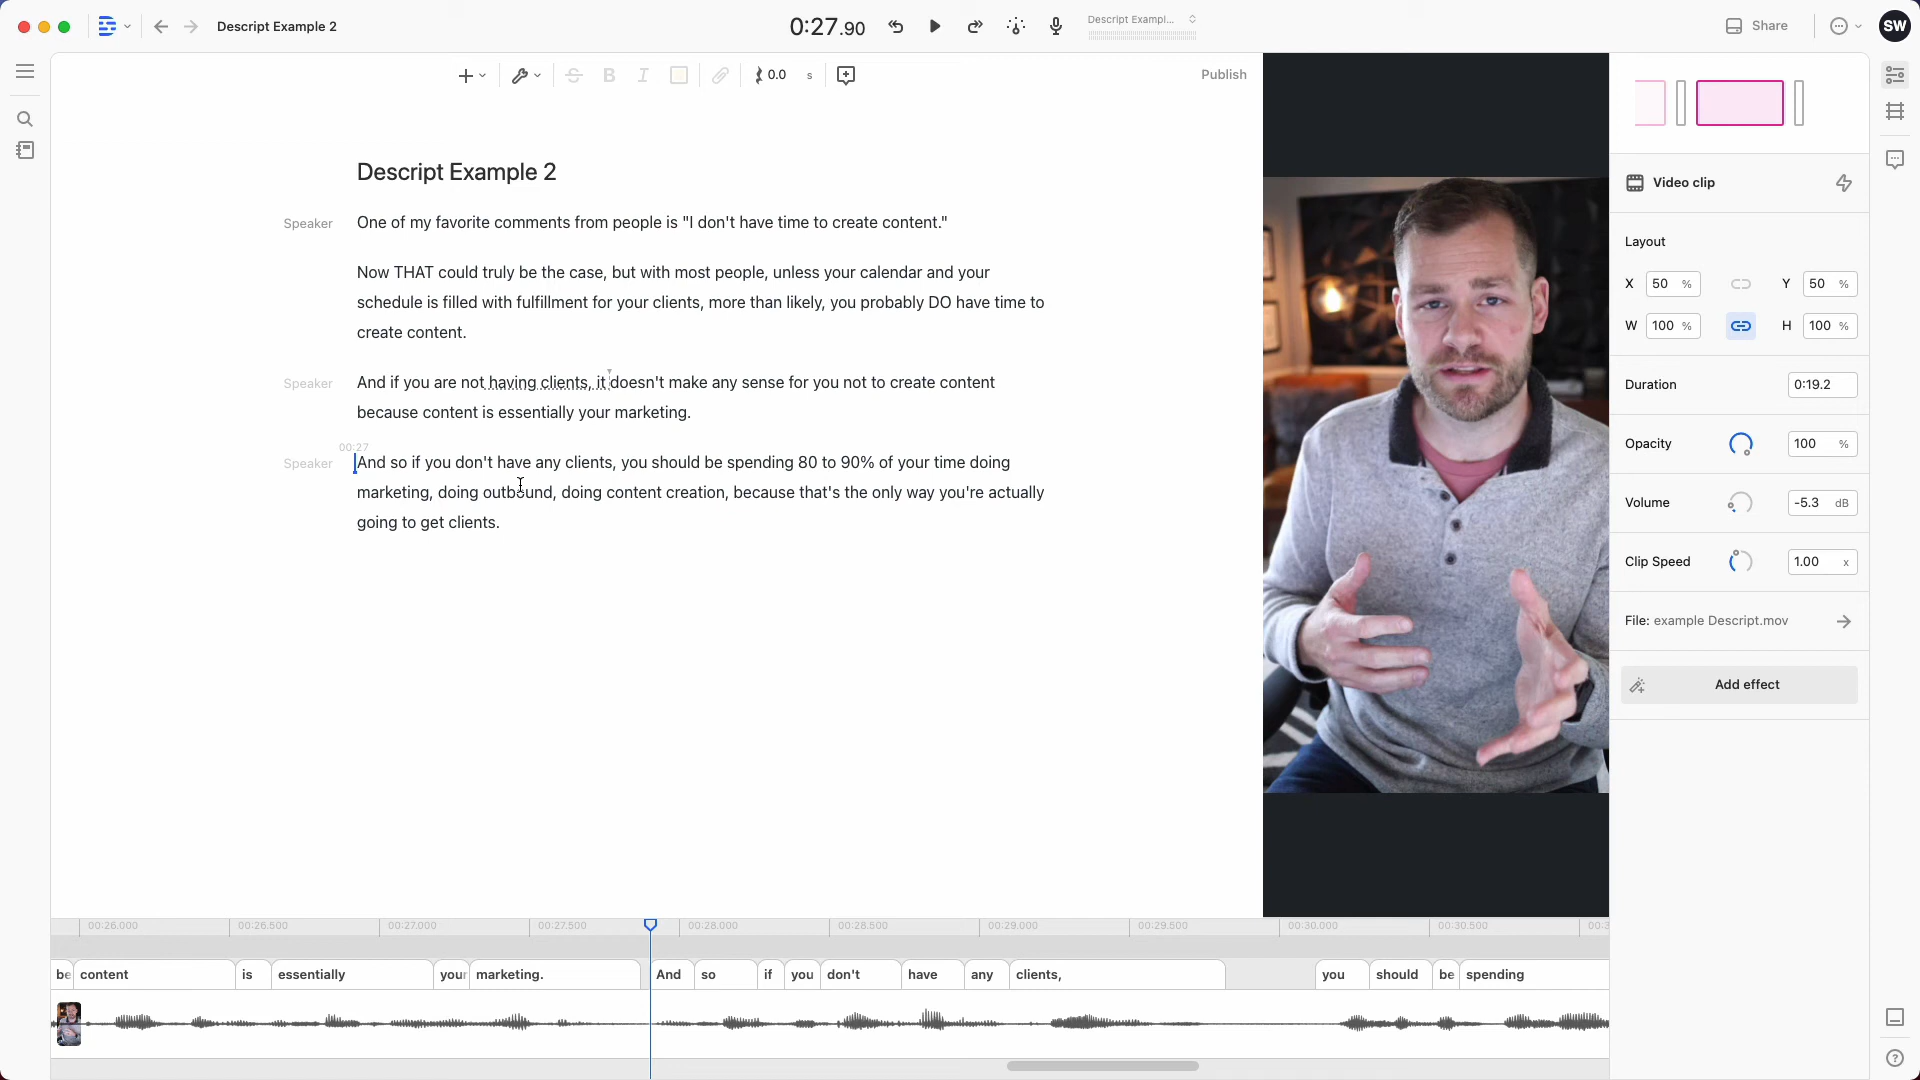 Descript Example 2
0:27.90
Descript Exampl...
Share
SW
0.0 s
Publish
Descript Example 2
Speaker
One of my favorite comments from people is "I don't have time to create content."
Now THAT could truly be the case, but with most people, unless your calendar and your
schedule is filled with fulfillment for your clients, more than likely, you probably DO have time to
create content.
Speaker
And if you are not having clients, it doesn't make any sense for you not to create content
because content is essentially your marketing.
00:27
Speaker
And so if you don't have any clients, you should be spending 80 to 90% of your time doing
marketing, doing outbound, doing content creation, because that's the only way you're actually
going to get clients.
Video clip
Layout
X 50 % Y 50 %
W 100 % H 100 %
Duration 0:19.2
Opacity 100 %
Volume -5.3 dB
Clip Speed 1.00 x
File: example Descript.mov
Add effect
00:26.000 00:26.500 00:27.000 00:27.500 00:28.000 00:28.500 00:29.000 00:29.500 00:30.000 00:30.500 00:3
be content is essentially your marketing. And so if you don't have any clients, you should be spending